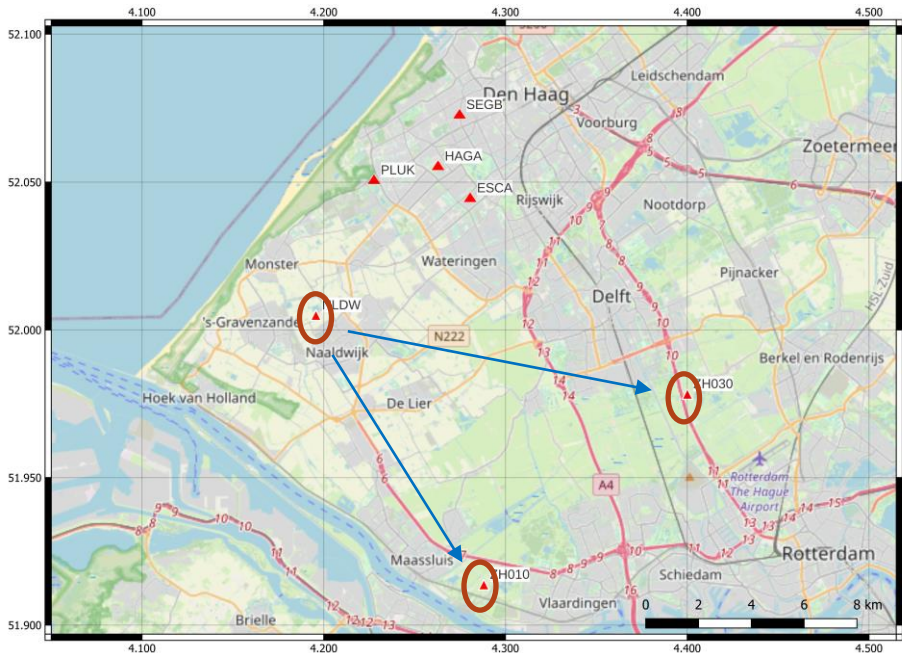 4.100
4.200
4.300
4.400
4.500
52.100
52.050
52.000
51.950
51.900
Leidschendam
Den Haag
SEGB
Voorburg
Zoetermeer
HAGA
PLUK
ESCA
Rijswijk
Nootdorp
Monster
Wateringen
Pijnacker
HSL-Zuid
NLDW
Delft
's-Gravenzande
N222
Naaldwijk
Berkel en Rodenrijs
Hoek van Holland
De Lier
ZH030
A4
Rotterdam
The Hague
Airport
Maassluis
Rotterdam
ZH010
Schiedam
Vlaardingen
Brielle
0 2 4 6 8 km
4.100
4.200
4.300
4.400
4.500